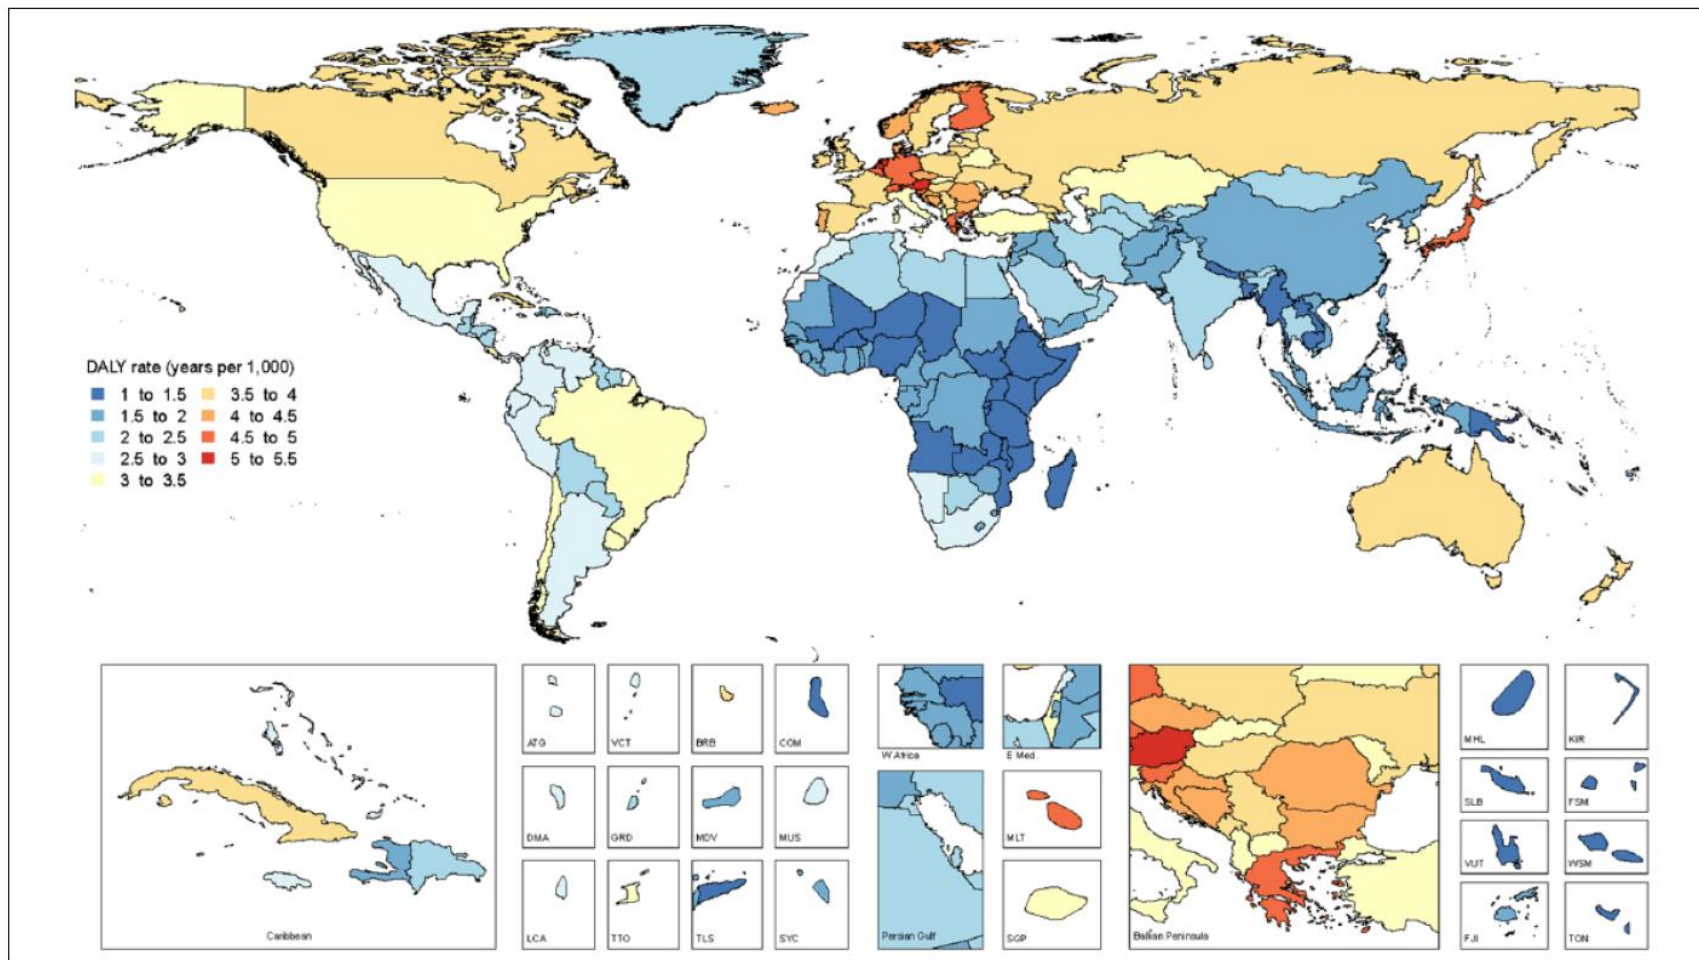 DALY rate (years per 1,000)
1 to 1.5
1.5 to 2
2 to 2.5
2.5 to 3
3 to 3.5
3.5 to 4
4 to 4.5
4.5 to 5
5 to 5.5
Caribbean
ATG
VCT
BRB
COM
DMA
GRD
MDV
MUS
LCA
TTO
TLS
SYC
W Africa
E Med.
Persian Gulf
MLT
SGP
Balkan Peninsula
MHL
KIR
SLB
FSM
VUT
WSM
FJI
TON